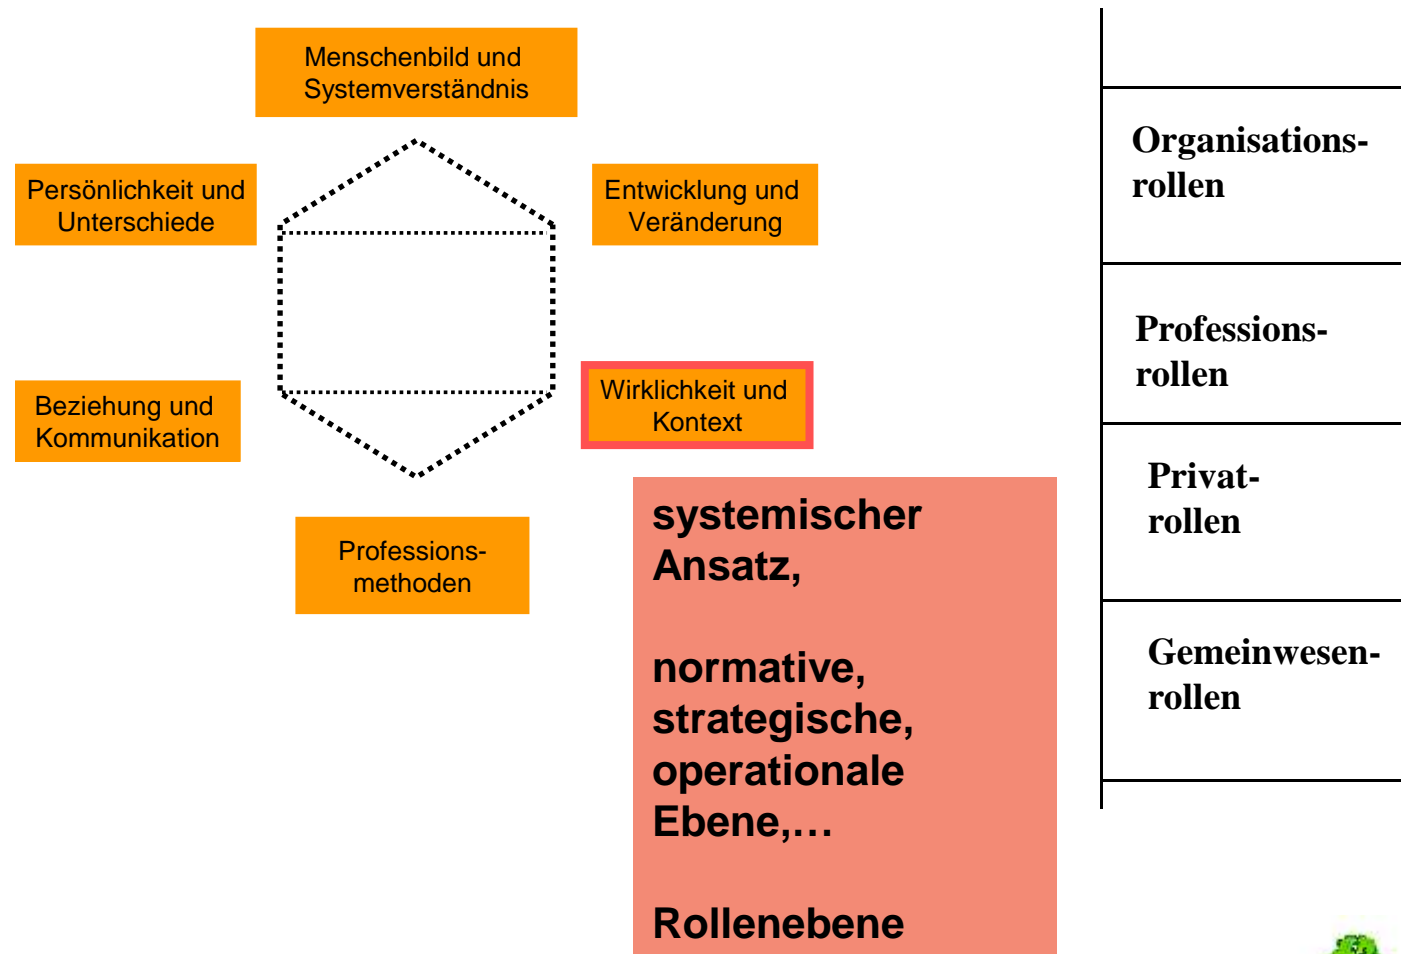 Menschenbild und
Systemverständnis
Persönlichkeit und
Unterschiede
Entwicklung und
Veränderung
Beziehung und
Kommunikation
Wirklichkeit und
Kontext
Professions-
methoden
systemischer
Ansatz,
normative,
strategische,
operationale
Ebene,…
Rollenebene
Organisations-
rollen
Professions-
rollen
Privat-
rollen
Gemeinwesen-
rollen